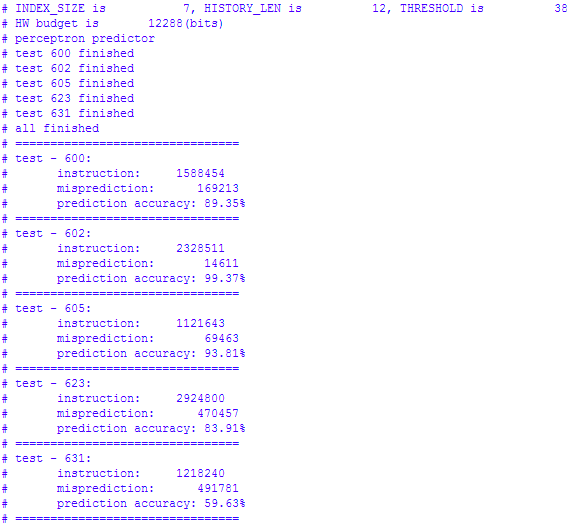 # INDEX_SIZE is           7, HISTORY_LEN is          12, THRESHOLD is          38
# HW budget is       12288(bits)
# perceptron predictor
# test 600 finished
# test 602 finished
# test 605 finished
# test 623 finished
# test 631 finished
# all finished
# ================================
# test - 600:
#       instruction:     1588454
#       misprediction:      169213
#       prediction accuracy: 89.35%
# ================================
# test - 602:
#       instruction:     2328511
#       misprediction:       14611
#       prediction accuracy: 99.37%
# ================================
# test - 605:
#       instruction:     1121643
#       misprediction:       69463
#       prediction accuracy: 93.81%
# ================================
# test - 623:
#       instruction:     2924800
#       misprediction:      470457
#       prediction accuracy: 83.91%
# ================================
# test - 631:
#       instruction:     1218240
#       misprediction:      491781
#       prediction accuracy: 59.63%
# ================================